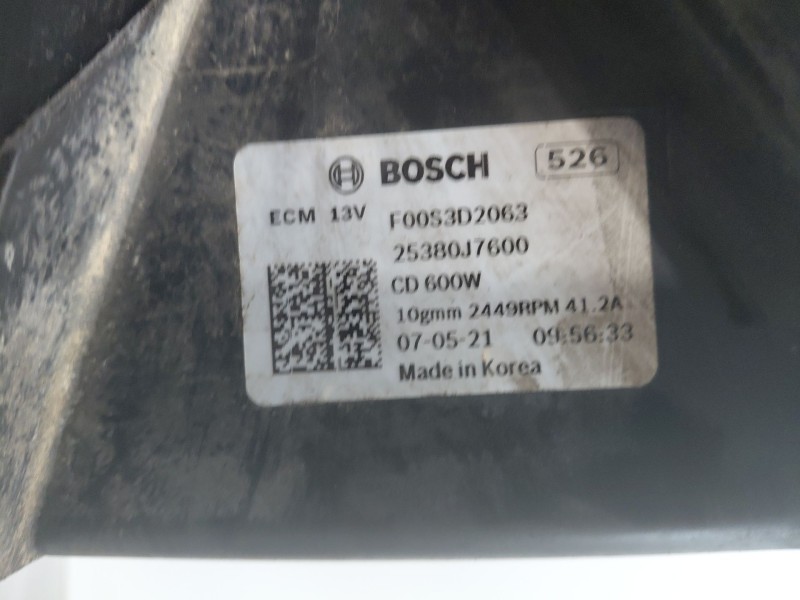 BOSCH 526
ECM 13V F00S3D2063
25380J7600
CD 600W
10gmm 2449RPM 41.2A
07-05-21 09:56:33
Made in Korea